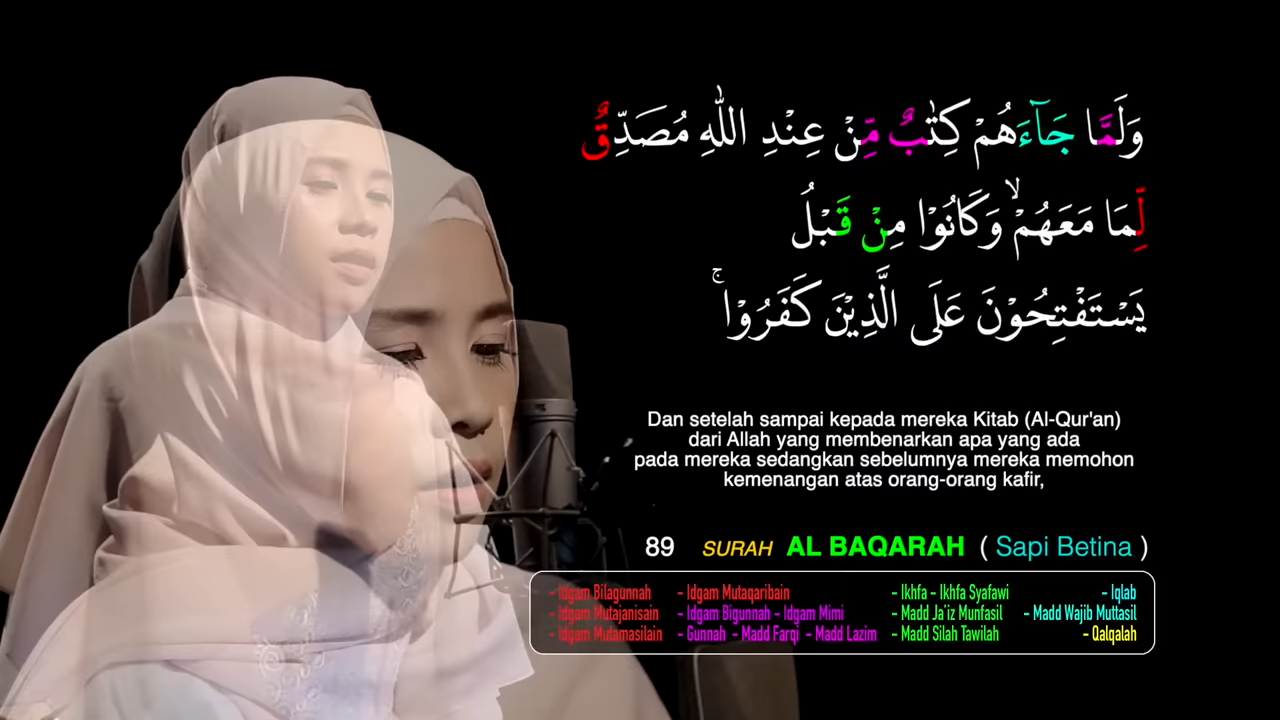 وَلَمَّا جَآءَهُمْ كِتٰبٌ مِّنْ عِنْدِ اللّٰهِ مُصَدِّقٌ
لِّمَا مَعَهُمْۙ وَكَانُوْا مِنْ قَبْلُ
يَسْتَفْتِحُوْنَ عَلَى الَّذِيْنَ كَفَرُوْاۚ
Dan setelah sampai kepada mereka Kitab (Al-Qur'an)
dari Allah yang membenarkan apa yang ada
pada mereka sedangkan sebelumnya mereka memohon
kemenangan atas orang-orang kafir,
89 SURAH AL BAQARAH ( Sapi Betina )
- Idgam Bilagunnah - Idgam Mutaqaribain - Ikhfa - Ikhfa Syafawi - Iqlab
- Idgam Mutajanisain - Idgam Bigunnah - Idgam Mimi - Madd Ja'iz Munfasil - Madd Wajib Muttasil
- Idgam Mutamasilain - Gunnah - Madd Farqi - Madd Lazim - Madd Silah Tawilah - Qalqalah